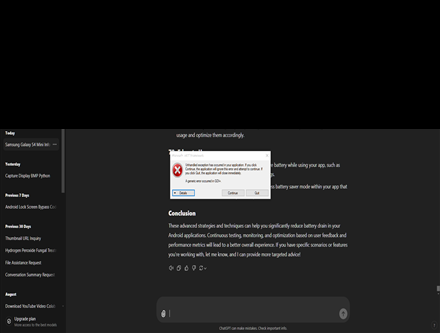 Today
Samsung Galaxy S4 Mini Intl
Yesterday
Capture Display BMP Python
Previous 7 Days
Android Lock Screen Bypass
Previous 30 Days
Thumbnail URL Inquiry
Hydrogen Peroxide Fungal
File Assistance Request
Conversation Summary Request
August
Download YouTube Video
Upgrade plan
usage and optimize them accordingly.
battery while using your app, such as
battery saver mode within your app that
Unhandled exception has occurred in your application. If you click
Continue, the application will ignore this error and attempt to continue. If
you click Quit, the application will close immediately.
A generic error occurred in GDI+.
Details
Continue
Quit
Conclusion
These advanced strategies and techniques can help you significantly reduce battery drain in your
Android applications. Continuous testing, monitoring, and optimization based on user feedback and
performance metrics will lead to a better overall experience. If you have specific scenarios or features
you're working with, let me know, and I can provide more targeted advice!
ChatGPT can make mistakes. Check important info.